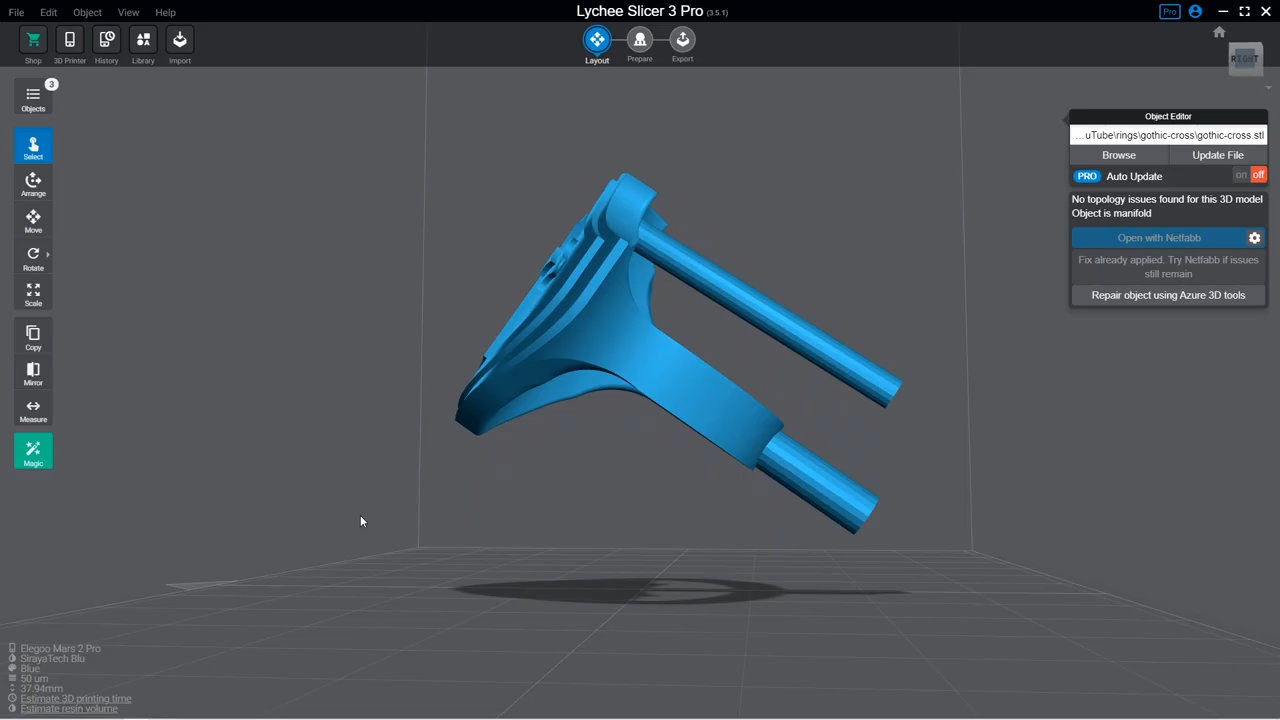 File Edit Object View Help
Lychee Slicer 3 Pro (3.5.1)
Pro
Shop 3D Printer History Library Import
Layout Prepare Export
RIGHT
3
Objects
Select
Arrange
Move
Rotate
Scale
Copy
Mirror
Measure
Magic
Object Editor
...uTube\rings\gothic-cross\gothic-cross.stl
Browse Update File
PRO Auto Update on off
No topology issues found for this 3D model
Object is manifold
Open with Netfabb
Fix already applied. Try Netfabb if issues
still remain
Repair object using Azure 3D tools
Elegoo Mars 2 Pro
SirayaTech Blu
Blue
50 um
37.94mm
Estimate 3D printing time
Estimate resin volume